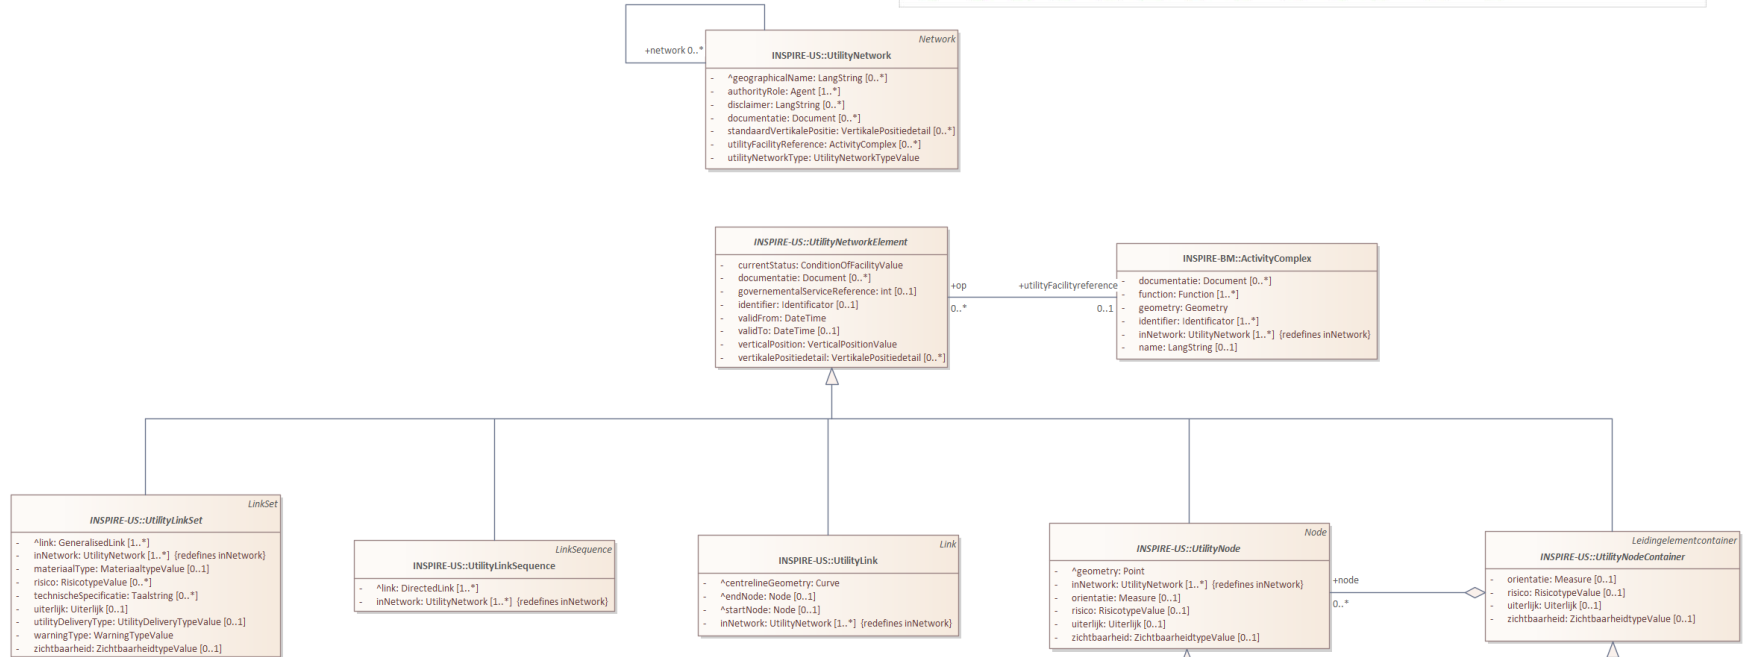 +network 0..*
Network
INSPIRE-US::UtilityNetwork
- ^geographicalName: LangString [0..*]
- authorityRole: Agent [1..*]
- disclaimer: LangString [0..*]
- documentatie: Document [0..*]
- standaardVertikalePositie: VertikalePositiedetail [0..*]
- utilityFacilityReference: ActivityComplex [0..*]
- utilityNetworkType: UtilityNetworkTypeValue
INSPIRE-US::UtilityNetworkElement
- currentStatus: ConditionOfFacilityValue
- documentatie: Document [0..*]
- governementalServiceReference: int [0..1]
- identifier: Identificator [0..1]
- validFrom: DateTime
- validTo: DateTime [0..1]
- verticalPosition: VerticalPositionValue
- vertikalePositiedetail: VertikalePositiedetail [0..*]
+op
0..*
+utilityFacilityreference
0..1
INSPIRE-BM::ActivityComplex
- documentatie: Document [0..*]
- function: Function [1..*]
- geometry: Geometry
- identifier: Identificator [1..*]
- inNetwork: UtilityNetwork [1..*] {redefines inNetwork}
- name: LangString [0..1]
LinkSet
INSPIRE-US::UtilityLinkSet
- ^link: GeneralisedLink [1..*]
- inNetwork: UtilityNetwork [1..*] {redefines inNetwork}
- materiaalType: MateriaaltypeValue [0..1]
- risico: RisicotypeValue [0..*]
- technischeSpecificatie: Taalstring [0..*]
- uiterlijk: Uiterlijk [0..1]
- utilityDeliveryType: UtilityDeliveryTypeValue [0..1]
- warningType: WarningTypeValue
- zichtbaarheid: ZichtbaarheidtypeValue [0..1]
LinkSequence
INSPIRE-US::UtilityLinkSequence
- ^link: DirectedLink [1..*]
- inNetwork: UtilityNetwork [1..*] {redefines inNetwork}
Link
INSPIRE-US::UtilityLink
- ^centrelineGeometry: Curve
- ^endNode: Node [0..1]
- ^startNode: Node [0..1]
- inNetwork: UtilityNetwork [1..*] {redefines inNetwork}
Node
INSPIRE-US::UtilityNode
- ^geometry: Point
- inNetwork: UtilityNetwork [1..*] {redefines inNetwork}
- orientatie: Measure [0..1]
- risico: RisicotypeValue [0..1]
- uiterlijk: Uiterlijk [0..1]
- zichtbaarheid: ZichtbaarheidtypeValue [0..1]
+node
0..*
Leidingelementcontainer
INSPIRE-US::UtilityNodeContainer
- orientatie: Measure [0..1]
- risico: RisicotypeValue [0..1]
- uiterlijk: Uiterlijk [0..1]
- zichtbaarheid: ZichtbaarheidtypeValue [0..1]